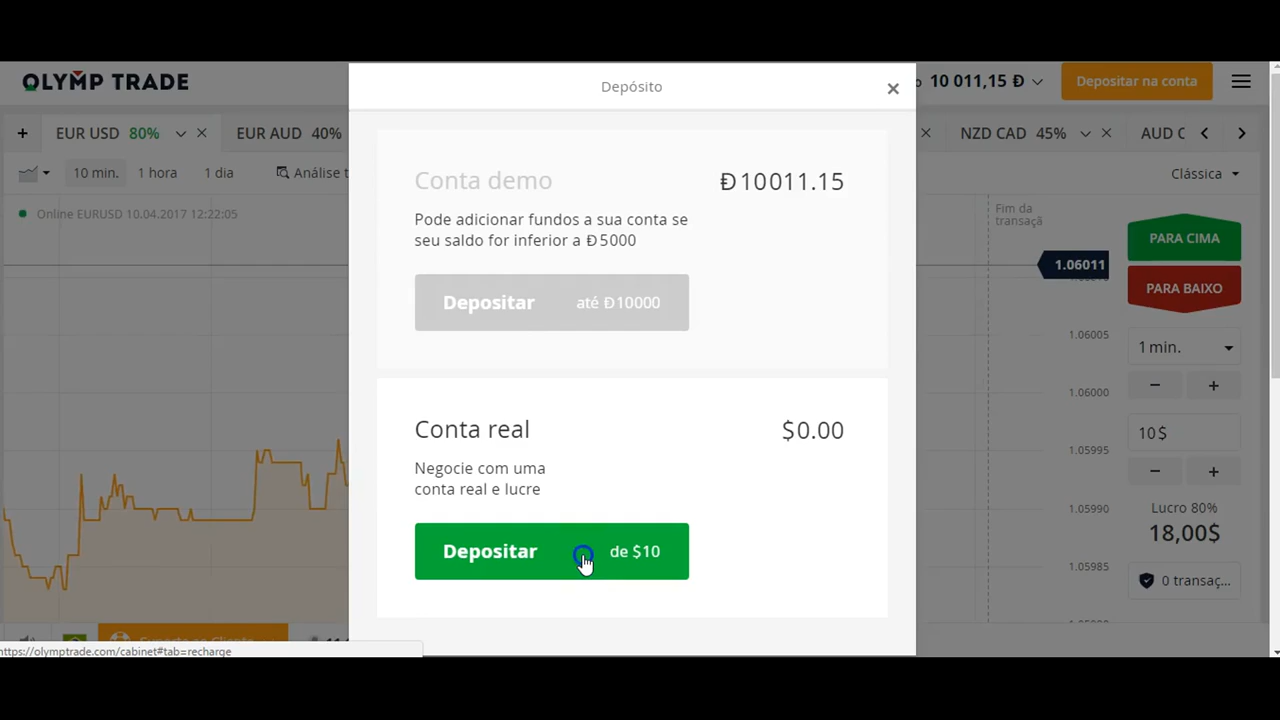 OLYMP TRADE
Depósito
o 10 011,15 Đ
Depositar na conta
+ EUR USD 80%
EUR AUD 40%
NZD CAD 45%
AUD C
10 min. 1 hora 1 dia
Análise t
Clássica
Online EURUSD 10.04.2017 12:22:05
Conta demo
Đ10011.15
Pode adicionar fundos a sua conta se
seu saldo for inferior a Đ5000
Depositar até Đ10000
Conta real
$0.00
Negocie com uma
conta real e lucre
Depositar de $10
Fim da
transaçã
1.06011
1.06005
1.06000
1.05995
1.05990
1.05985
PARA CIMA
PARA BAIXO
1 min.
− +
10$
− +
Lucro 80%
18,00$
0 transaç...
Suporte ao Cliente
https://olymptrade.com/cabinet#tab=recharge